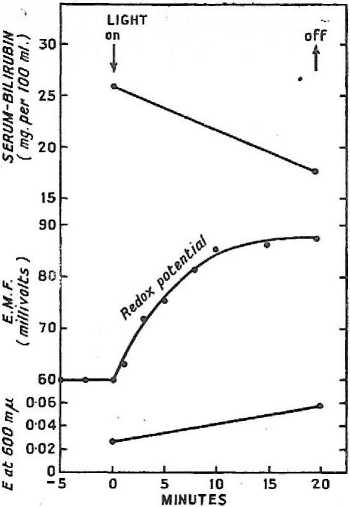 LIGHT
on
off
SERUM-BILIRUBIN
(mg. per 100 ml.)
30
25
20
15
90
80
70
60
E.M.F.
(millivolts)
Redox potential
0·06
0·04
0·02
0
E at 600 mμ
-5 0 5 10 15 20
MINUTES